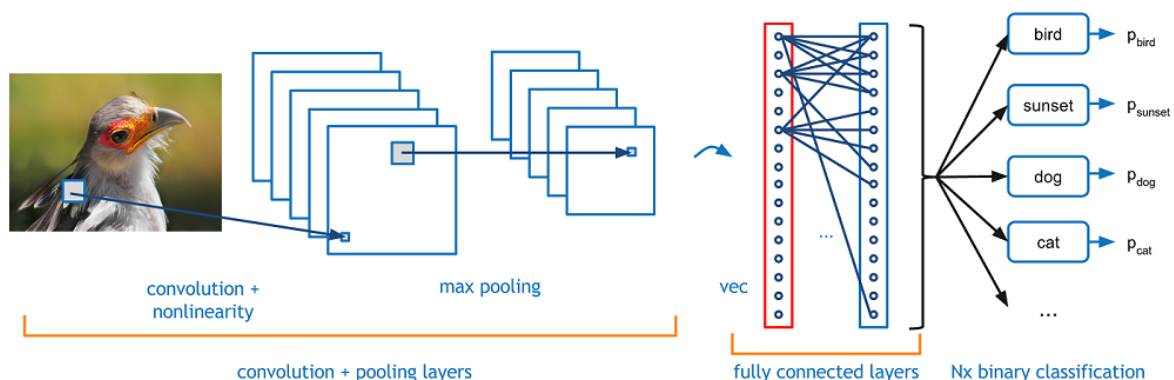 bird
p_bird
sunset
p_sunset
dog
p_dog
cat
p_cat
...
...
convolution +
nonlinearity
max pooling
vec
convolution + pooling layers
fully connected layers
Nx binary classification